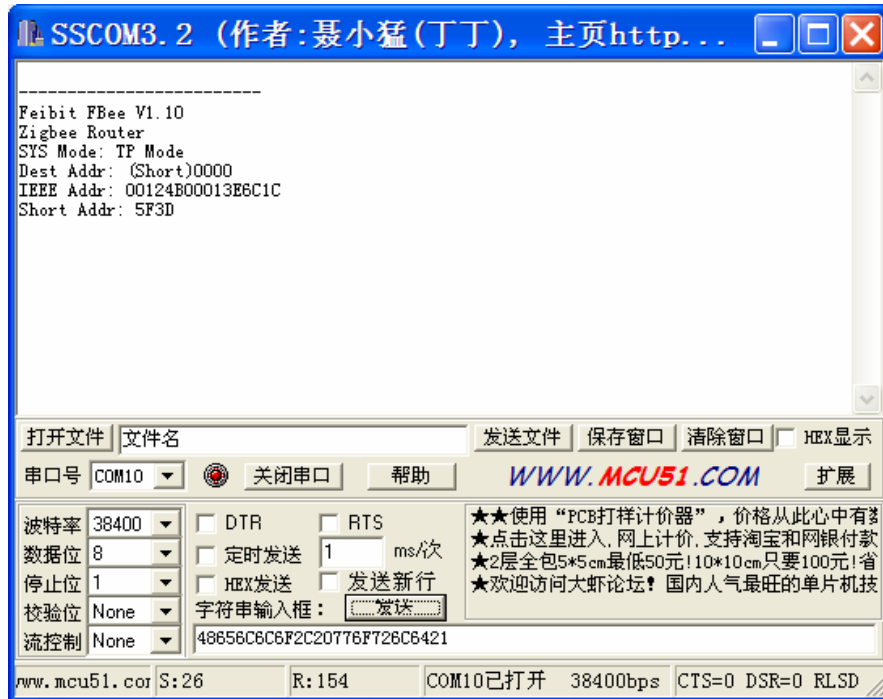 SSCOM3.2 (作者:聂小猛(丁丁), 主页http...
-------------------------
Feibit FBee V1.10
Zigbee Router
SYS Mode: TP Mode
Dest Addr: (Short)0000
IEEE Addr: 00124B00013E6C1C
Short Addr: 5F3D
打开文件 文件名 发送文件 保存窗口 清除窗口 HEX显示
串口号 COM10 关闭串口 帮助 WWW.MCU51.COM 扩展
波特率 38400 DTR RTS
数据位 8 定时发送 1 ms/次
停止位 1 HEX发送 发送新行
校验位 None 字符串输入框: 发送
流控制 None 48656C6C6F2C20776F726C6421
★★使用“PCB打样计价器”,价格从此心中有数
★点击这里进入,网上计价,支持淘宝和网银付款
★2层全包5*5cm最低50元!10*10cm只要100元!省
★欢迎访问大虾论坛!国内人气最旺的单片机技
ww.mcu51.cor S:26 R:154 COM10已打开 38400bps CTS=0 DSR=0 RLSD